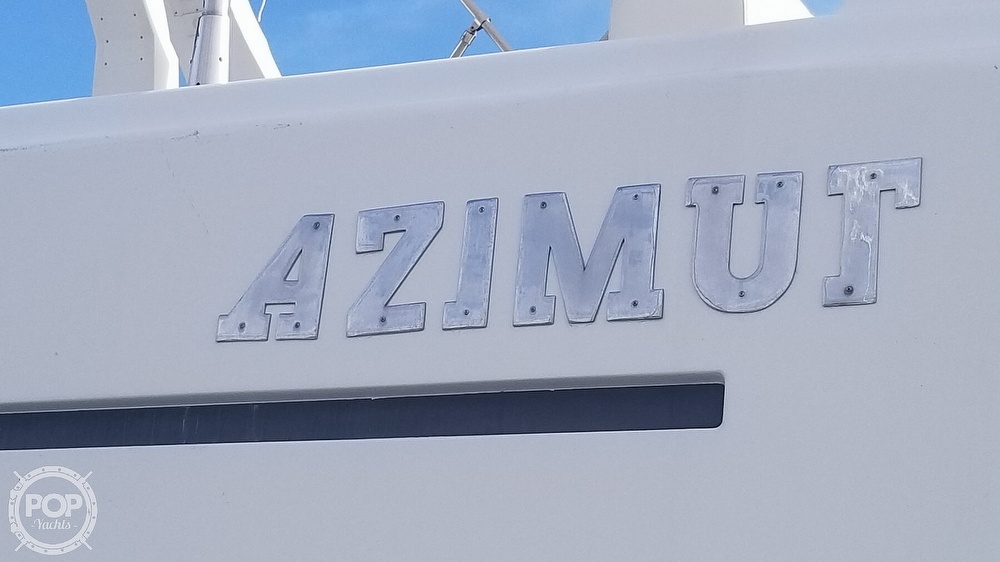 AZIMUT
POP
-Yachts-